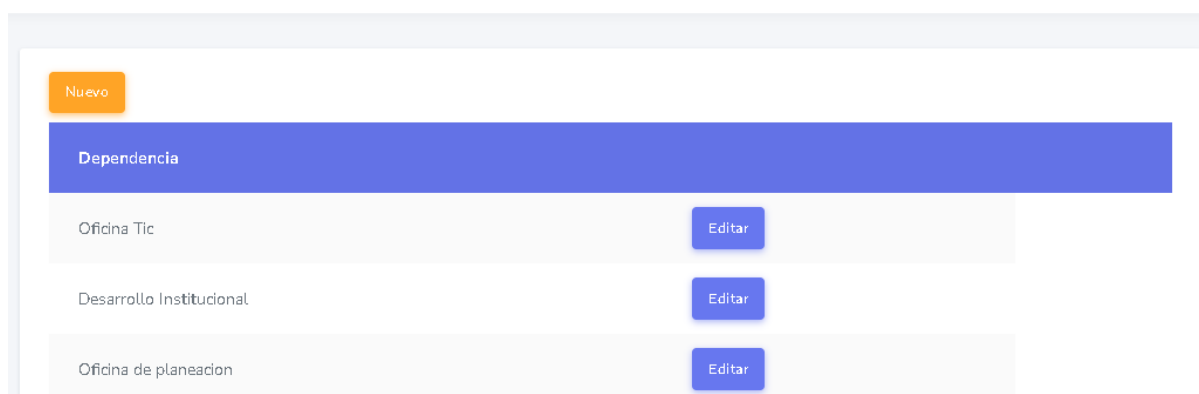 Nuevo
Dependencia
Oficina Tic Editar
Desarrollo Institucional Editar
Oficina de planeacion Editar